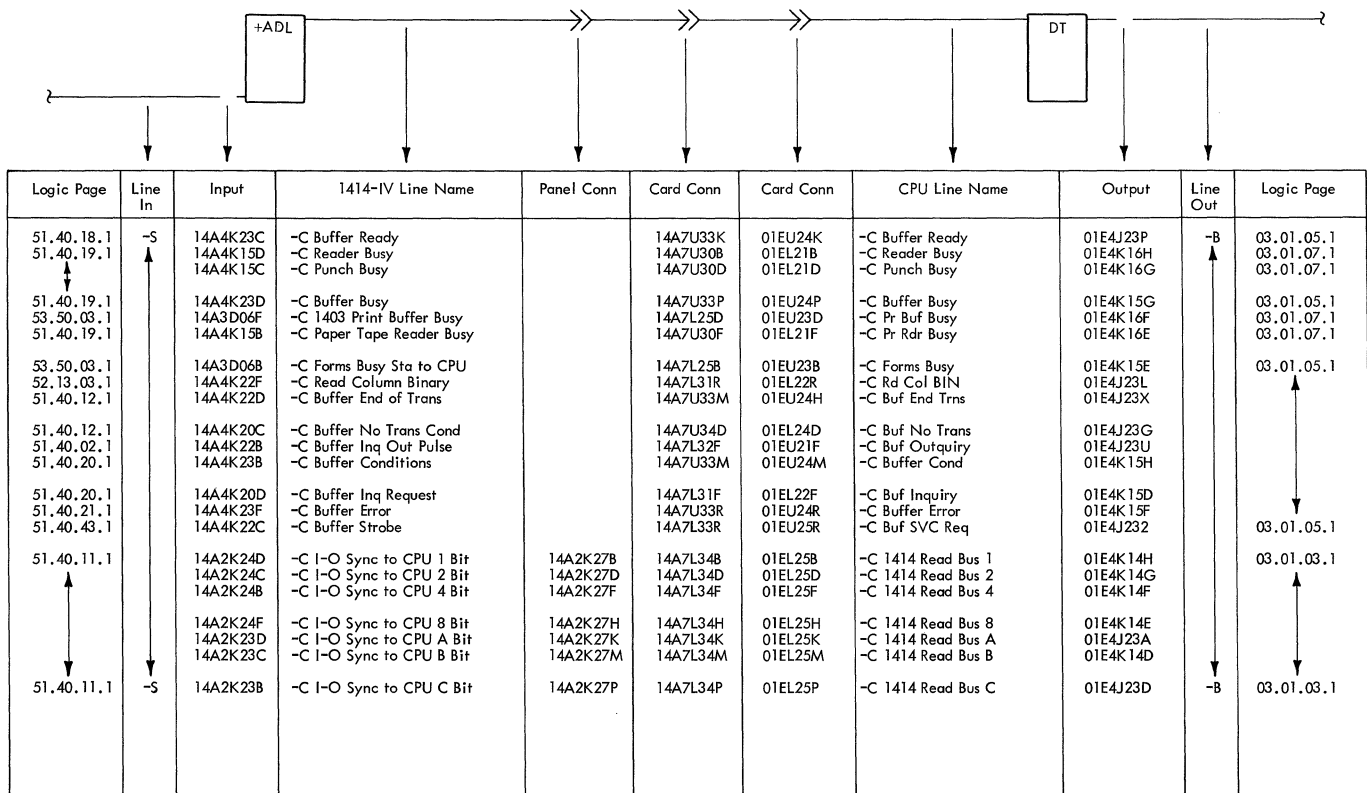 +ADL DT
Logic Page Line In Input 1414-IV Line Name Panel Conn Card Conn Card Conn CPU Line Name Output Line Out Logic Page
51.40.18.1 -S 14A4K23C -C Buffer Ready 14A7U33K 01EU24K -C Buffer Ready 01E4J23P -B 03.01.05.1
51.40.19.1 14A4K15D -C Reader Busy 14A7U30B 01EL21B -C Reader Busy 01E4K16H 03.01.07.1
14A4K15C -C Punch Busy 14A7U30D 01EL21D -C Punch Busy 01E4K16G 03.01.07.1
51.40.19.1 14A4K23D -C Buffer Busy 14A7U33P 01EU24P -C Buffer Busy 01E4K15G 03.01.05.1
53.50.03.1 14A3D06F -C 1403 Print Buffer Busy 14A7L25D 01EU23D -C Pr Buf Busy 01E4K16F 03.01.07.1
51.40.19.1 14A4K15B -C Paper Tape Reader Busy 14A7U30F 01EL21F -C Pr Rdr Busy 01E4K16E 03.01.07.1
53.50.03.1 14A3D06B -C Forms Busy Sta to CPU 14A7L25B 01EU23B -C Forms Busy 01E4K15E 03.01.05.1
52.13.03.1 14A4K22F -C Read Column Binary 14A7L31R 01EL22R -C Rd Col BIN 01E4J23L
51.40.12.1 14A4K22D -C Buffer End of Trans 14A7U33M 01EU24H -C Buf End Trns 01E4J23X
51.40.12.1 14A4K20C -C Buffer No Trans Cond 14A7U34D 01EL24D -C Buf No Trans 01E4J23G
51.40.02.1 14A4K22B -C Buffer Inq Out Pulse 14A7L32F 01EU21F -C Buf Outquiry 01E4J23U
51.40.20.1 14A4K23B -C Buffer Conditions 14A7U33M 01EU24M -C Buffer Cond 01E4K15H
51.40.20.1 14A4K20D -C Buffer Inq Request 14A7L31F 01EL22F -C Buf Inquiry 01E4K15D
51.40.21.1 14A4K23F -C Buffer Error 14A7U33R 01EU24R -C Buffer Error 01E4K15F
51.40.43.1 14A4K22C -C Buffer Strobe 14A7L33R 01EU25R -C Buf SVC Req 01E4J232 03.01.05.1
51.40.11.1 14A2K24D -C I-O Sync to CPU 1 Bit 14A2K27B 14A7L34B 01EL25B -C 1414 Read Bus 1 01E4K14H 03.01.03.1
14A2K24C -C I-O Sync to CPU 2 Bit 14A2K27D 14A7L34D 01EL25D -C 1414 Read Bus 2 01E4K14G
14A2K24B -C I-O Sync to CPU 4 Bit 14A2K27F 14A7L34F 01EL25F -C 1414 Read Bus 4 01E4K14F
14A2K24F -C I-O Sync to CPU 8 Bit 14A2K27H 14A7L34H 01EL25H -C 1414 Read Bus 8 01E4K14E
14A2K23D -C I-O Sync to CPU A Bit 14A2K27K 14A7L34K 01EL25K -C 1414 Read Bus A 01E4J23A
14A2K23C -C I-O Sync to CPU B Bit 14A2K27M 14A7L34M 01EL25M -C 1414 Read Bus B 01E4K14D
51.40.11.1 -S 14A2K23B -C I-O Sync to CPU C Bit 14A2K27P 14A7L34P 01EL25P -C 1414 Read Bus C 01E4J23D -B 03.01.03.1